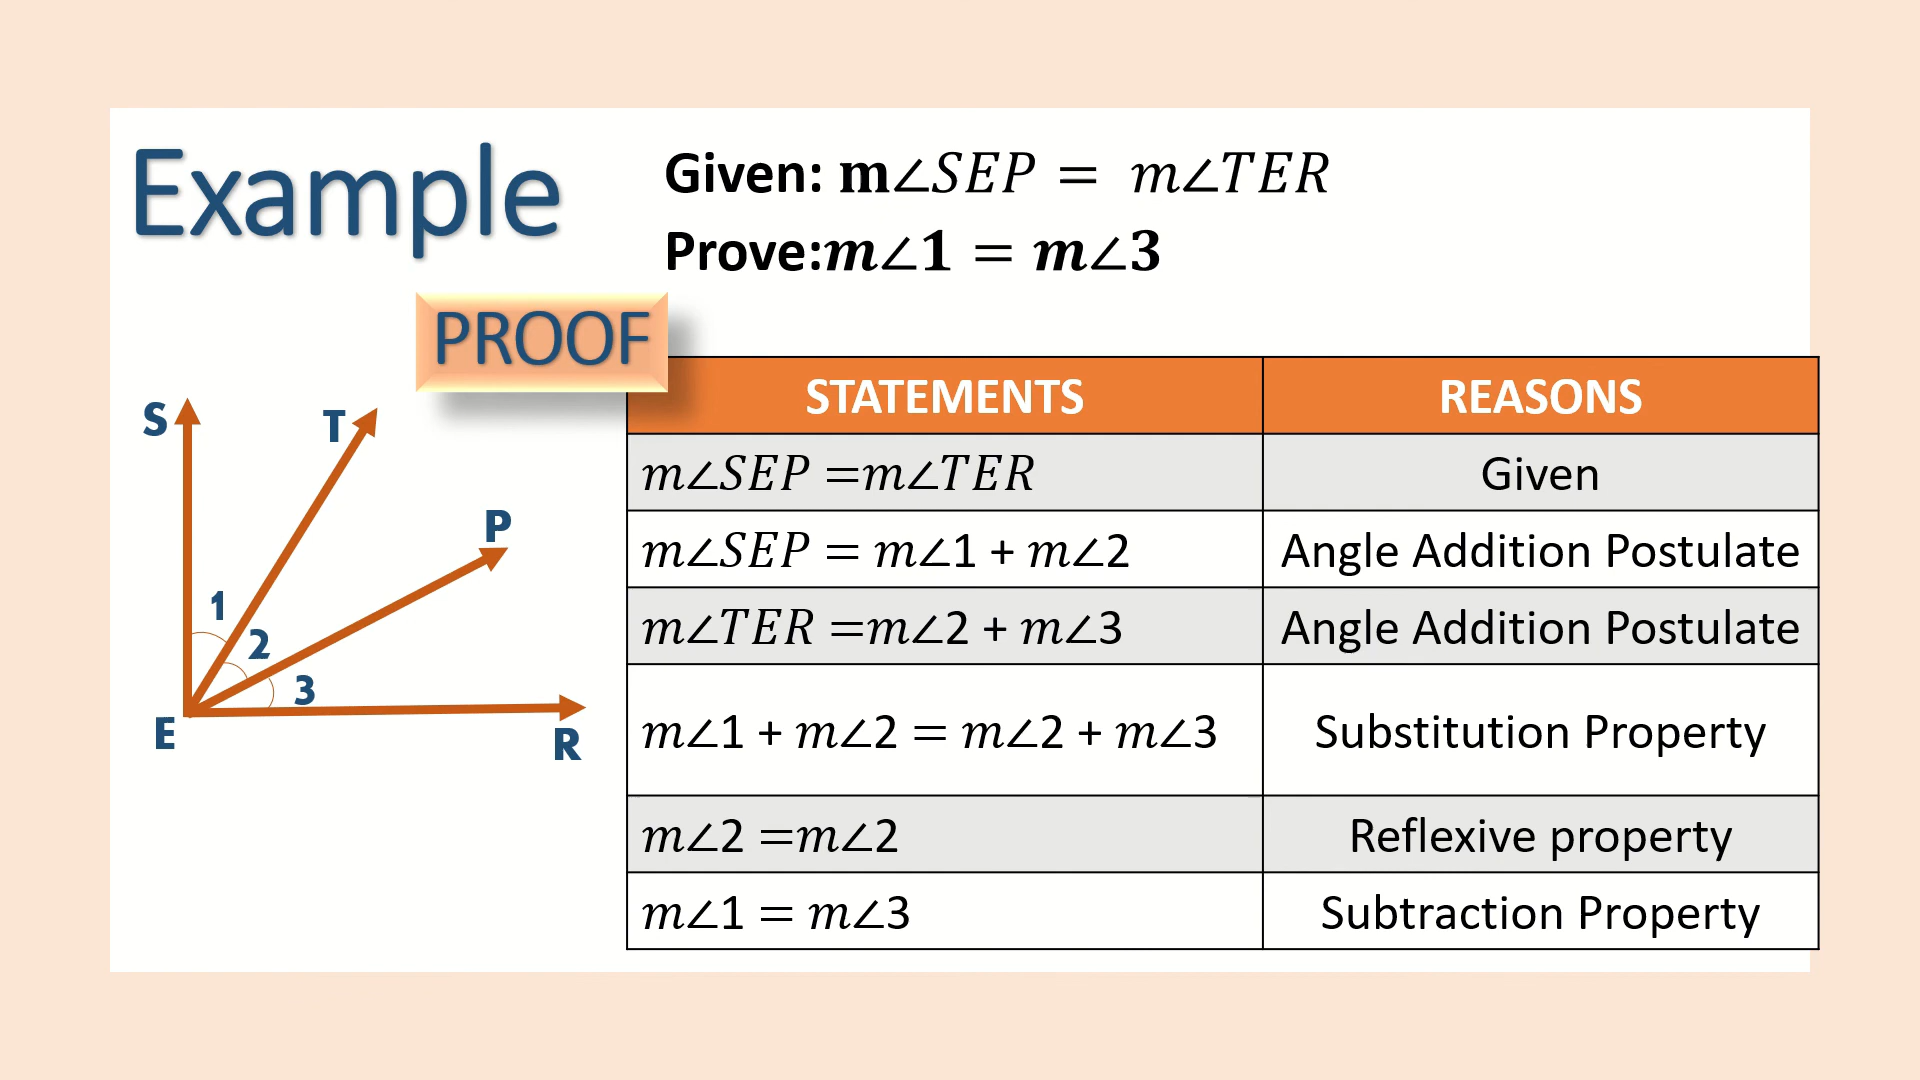 Example
Given: m∠SEP = m∠TER
Prove:m∠1 = m∠3
PROOF
S
T
P
1
2
3
E
R
STATEMENTS REASONS
m∠SEP =m∠TER Given
m∠SEP = m∠1 + m∠2 Angle Addition Postulate
m∠TER =m∠2 + m∠3 Angle Addition Postulate
m∠1 + m∠2 = m∠2 + m∠3 Substitution Property
m∠2 =m∠2 Reflexive property
m∠1 = m∠3 Subtraction Property